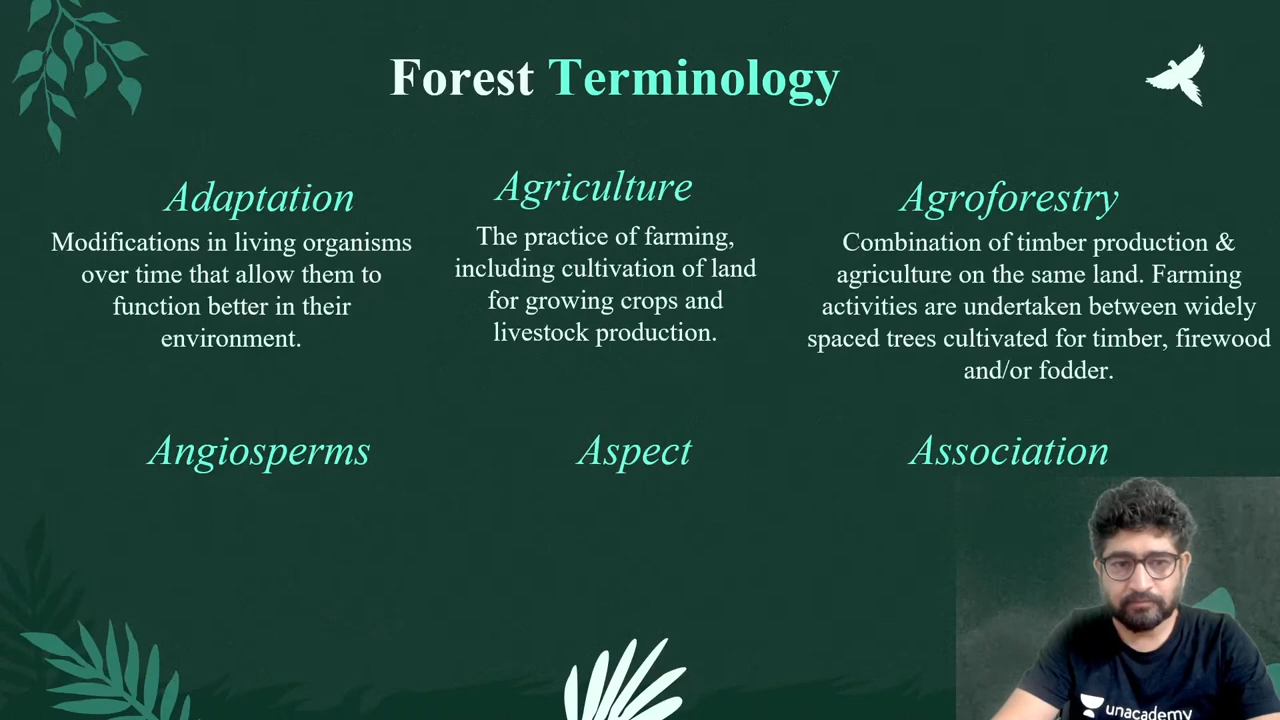 Forest Terminology
Adaptation
Modifications in living organisms
over time that allow them to
function better in their
environment.
Agriculture
The practice of farming,
including cultivation of land
for growing crops and
livestock production.
Agroforestry
Combination of timber production &
agriculture on the same land. Farming
activities are undertaken between widely
spaced trees cultivated for timber, firewood
and/or fodder.
Angiosperms
Aspect
Association
unacademy